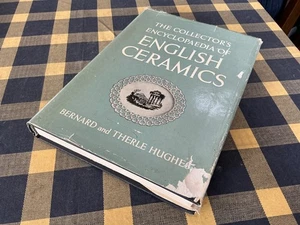 THE COLLECTOR'S
ENCYCLOPAEDIA OF
ENGLISH
CERAMICS
BERNARD and THERLE HUGHES